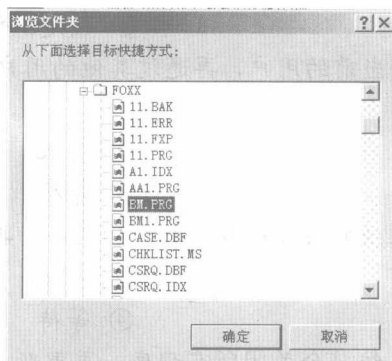 浏览文件夹
从下面选择目标快捷方式:
FOXX
11.BAK
11.ERR
11.FXP
11.PRG
A1.IDX
AA1.PRG
BM.PRG
BM1.PRG
CASE.DBF
CHKLIST.MS
CSRQ.DBF
CSRQ.IDX
确定
取消